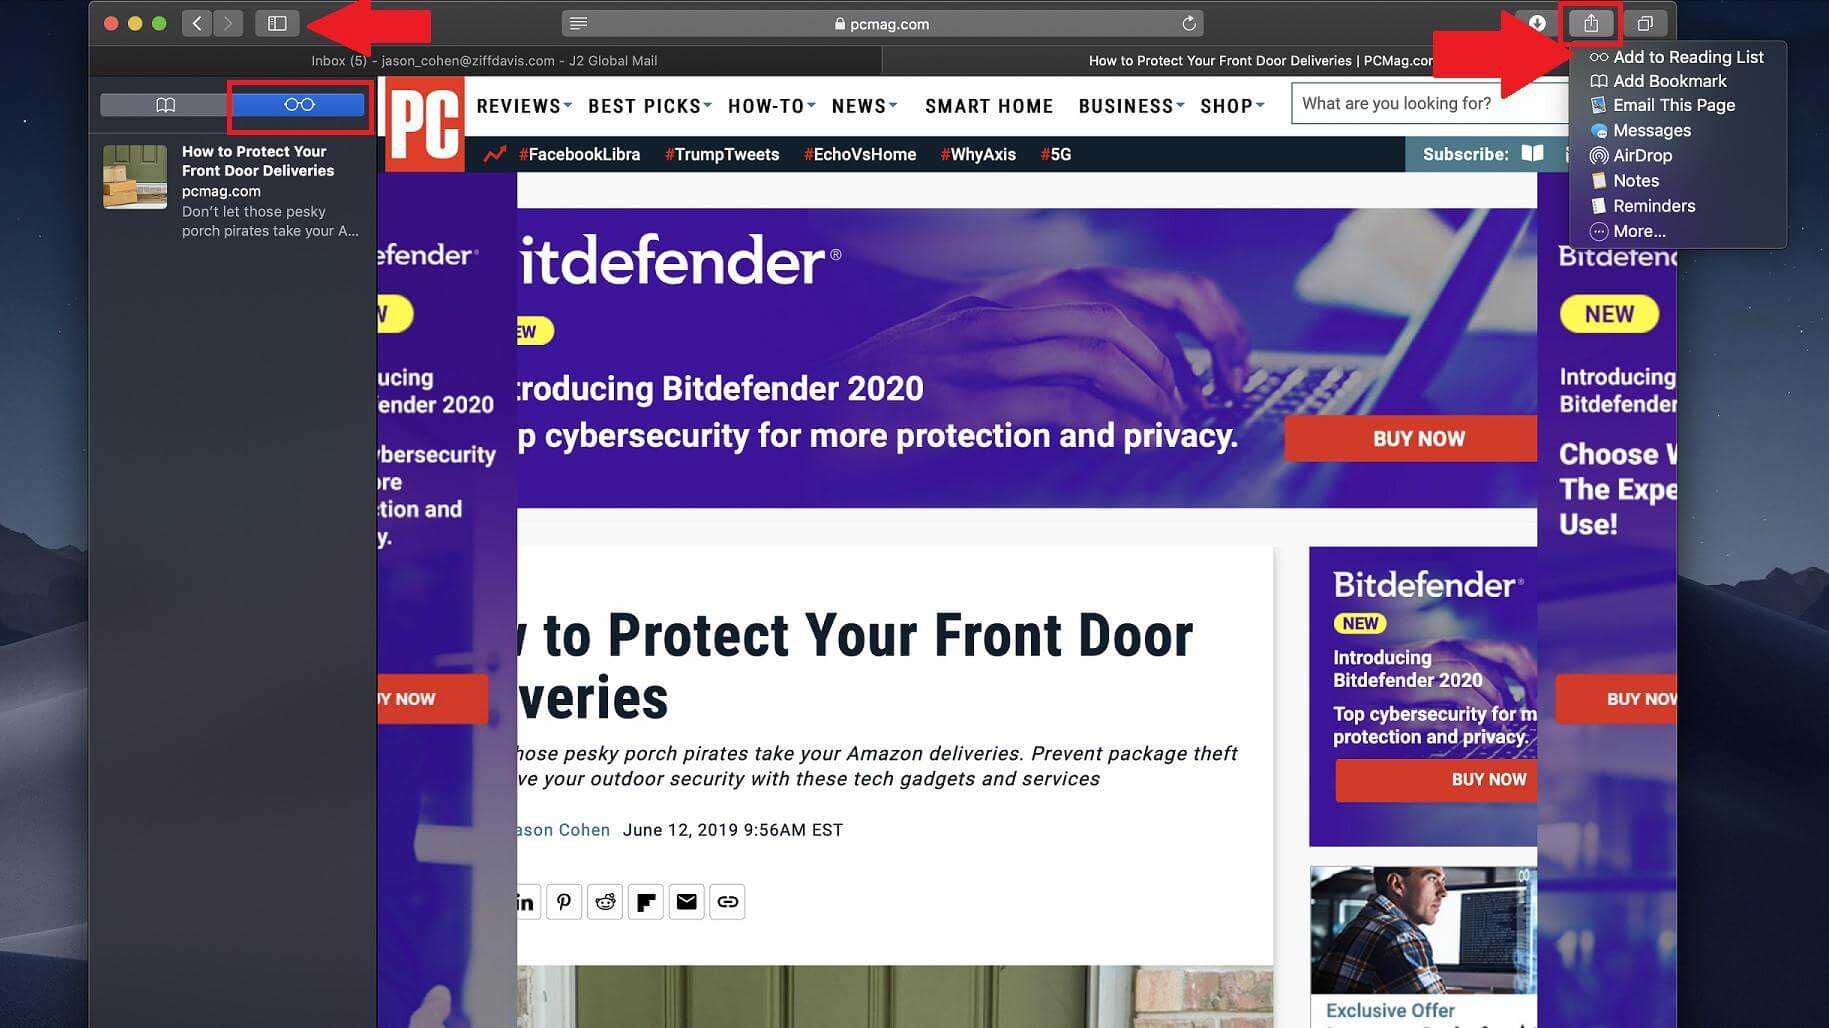 pcmag.com
Inbox (5) - jason_cohen@ziffdavis.com - J2 Global Mail
How to Protect Your Front Door Deliveries | PCMag.com
Add to Reading List
Add Bookmark
Email This Page
Messages
AirDrop
Notes
Reminders
More...
How to Protect Your
Front Door Deliveries
pcmag.com
Don't let those pesky
porch pirates take your A...
PC
REVIEWS
BEST PICKS
HOW-TO
NEWS
SMART HOME
BUSINESS
SHOP
What are you looking for?
#FacebookLibra
#TrumpTweets
#EchoVsHome
#WhyAxis
#5G
Subscribe:
efender
ucing
fender 2020
ybersecurity
ore
ction and
y.
UY NOW
itdefender®
EW
troducing Bitdefender 2020
p cybersecurity for more protection and privacy.
BUY NOW
Bitdefend
NEW
Introducing
Bitdefender
Choose
The Expe
Use!
BUY NOW
Bitdefender
NEW
Introducing
Bitdefender 2020
Top cybersecurity for m
protection and privacy.
BUY NOW
to Protect Your Front Door
veries
hose pesky porch pirates take your Amazon deliveries. Prevent package theft
ve your outdoor security with these tech gadgets and services
ason Cohen June 12, 2019 9:56AM EST
in
Exclusive Offer